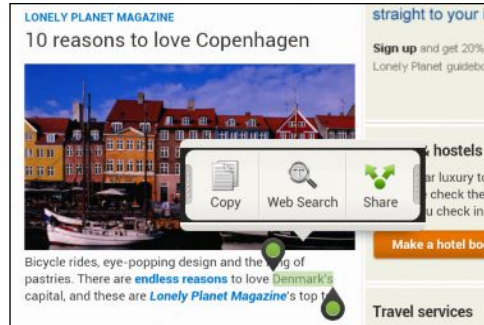 LONELY PLANET MAGAZINE
10 reasons to love Copenhagen
Copy Web Search Share
Bicycle rides, eye-popping design and the of
pastries. There are endless reasons to love Denmark's
capital, and these are Lonely Planet Magazine's top
straight to your
Sign up and get 20%
Lonely Planet
hostels
luxury to
check the
check in
Make a hotel
Travel services